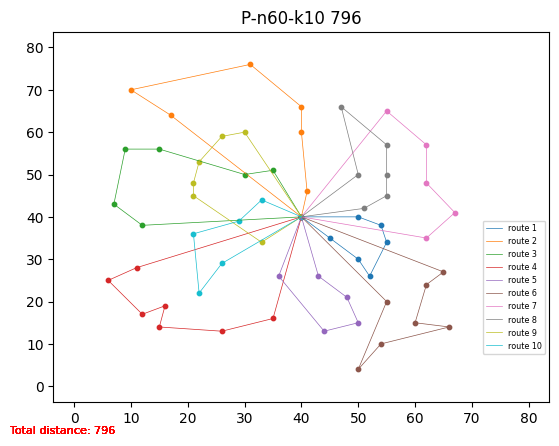 P-n60-k10 796
80
70
60
50
40
30
20
10
0
0 10 20 30 40 50 60 70 80
route 1
route 2
route 3
route 4
route 5
route 6
route 7
route 8
route 9
route 10
Total distance: 796